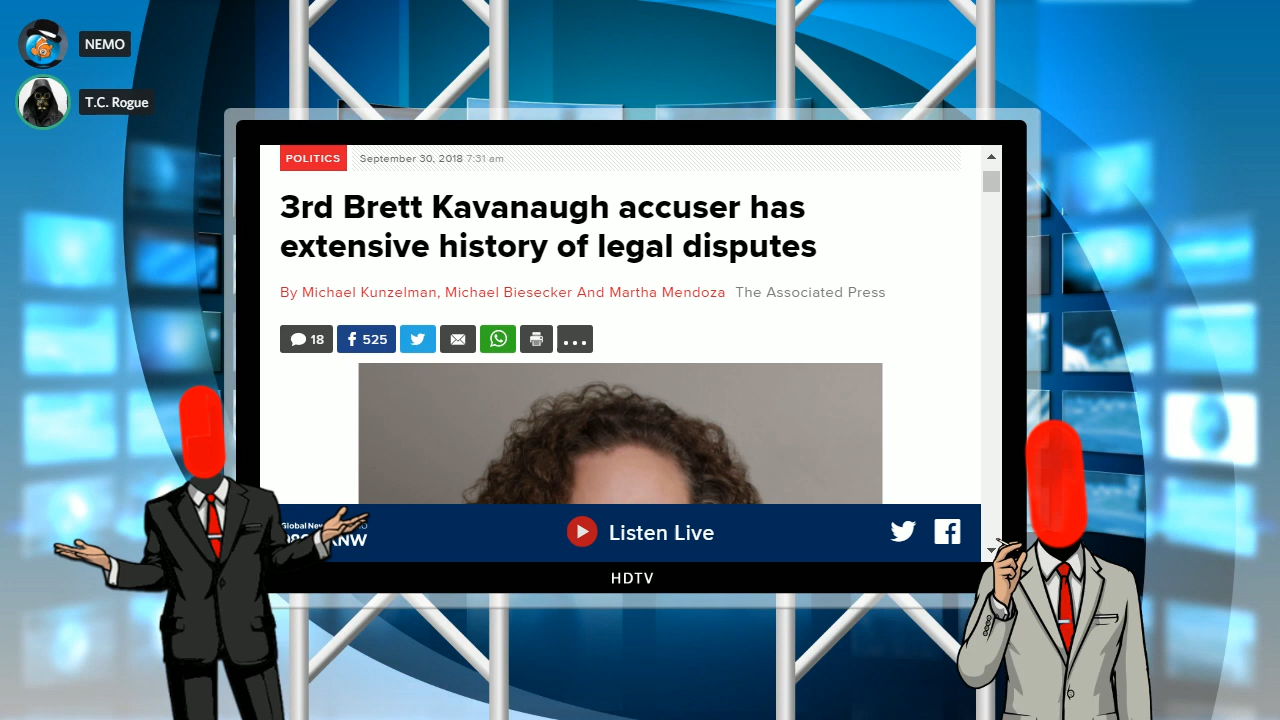 NEMO
T.C. Rogue
POLITICS September 30, 2018 7:31 am
3rd Brett Kavanaugh accuser has
extensive history of legal disputes
By Michael Kunzelman, Michael Biesecker And Martha Mendoza The Associated Press
18 525
Listen Live
HDTV